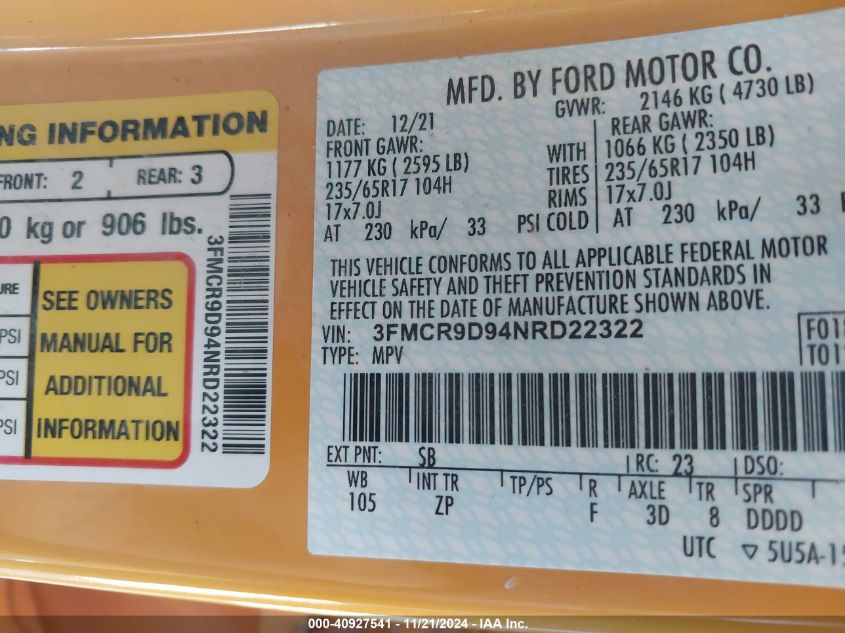 NG INFORMATION
FRONT: 2 REAR: 3
0 kg or 906 lbs.
URE
PSI
PSI
PSI
SEE OWNERS
MANUAL FOR
ADDITIONAL
INFORMATION
3FMCR9D94NRD22322
MFD. BY FORD MOTOR CO.
DATE: 12/21 GVWR: 2146 KG ( 4730 LB)
FRONT GAWR: REAR GAWR:
1177 KG ( 2595 LB) WITH 1066 KG ( 2350 LB)
235/65R17 104H TIRES 235/65R17 104H
17x7.0J RIMS 17x7.0J
AT 230 kPa/ 33 PSI COLD AT 230 kPa/ 33
THIS VEHICLE CONFORMS TO ALL APPLICABLE FEDERAL MOTOR
VEHICLE SAFETY AND THEFT PREVENTION STANDARDS IN
EFFECT ON THE DATE OF MANUFACTURE SHOWN ABOVE.
VIN: 3FMCR9D94NRD22322
TYPE: MPV
EXT PNT: SB RC: 23 DSO:
WB INT TR TP/PS R AXLE TR SPR
105 ZP F 3D 8 DDDD
UTC ▽ 5U5A-15
000-40927541 - 11/21/2024 - IAA Inc.